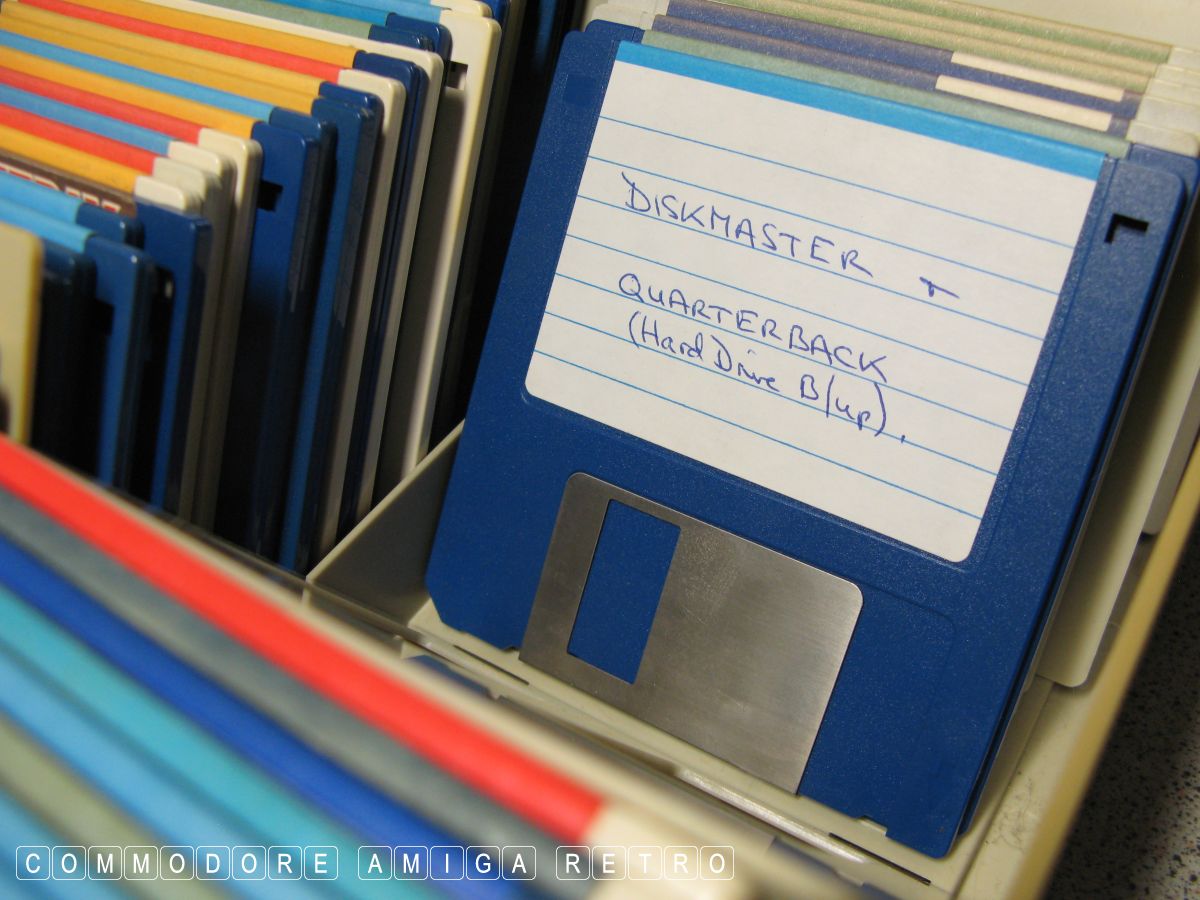 DISKMASTER +
QUARTERBACK
(Hard Drive B/up).
COMMODORE AMIGA RETRO